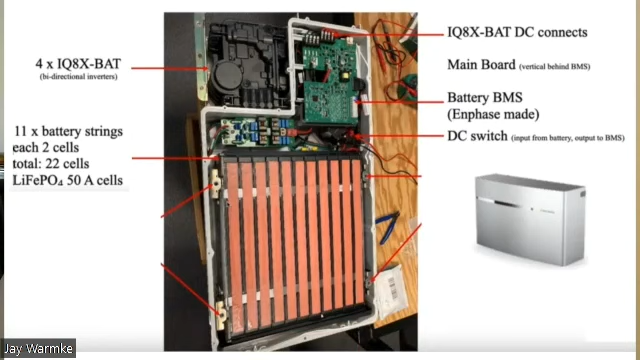 4 x IQ8X-BAT
(bi-directional inverters)
11 x battery strings
each 2 cells
total: 22 cells
LiFePO₄ 50 A cells
IQ8X-BAT DC connects
Main Board (vertical behind BMS)
Battery BMS
(Enphase made)
DC switch (input from battery, output to BMS)
Jay Warmke